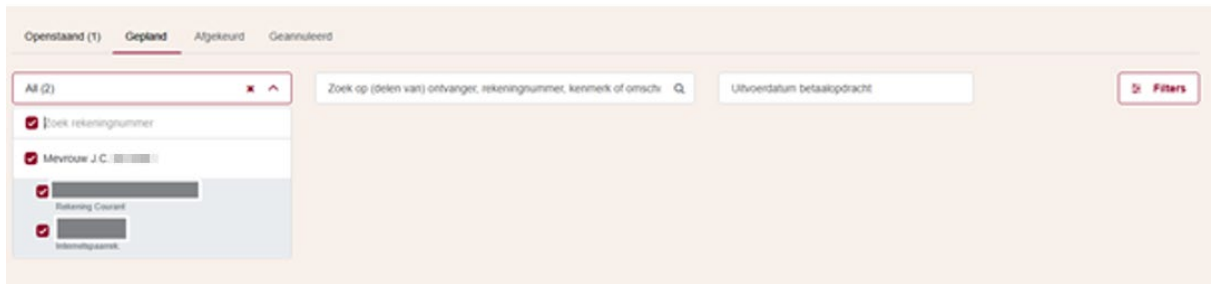 Openstaand (1) Gepland Afgekeurd Geannuleerd
All (2) Zoek op (delen van) ontvanger, rekeningnummer, kenmerk of omschi Uitvoerdatum betaalopdracht Filters
Zoek rekeningnummer
Mevrouw J.C.
Rekening Courant
Internetspaarrek.